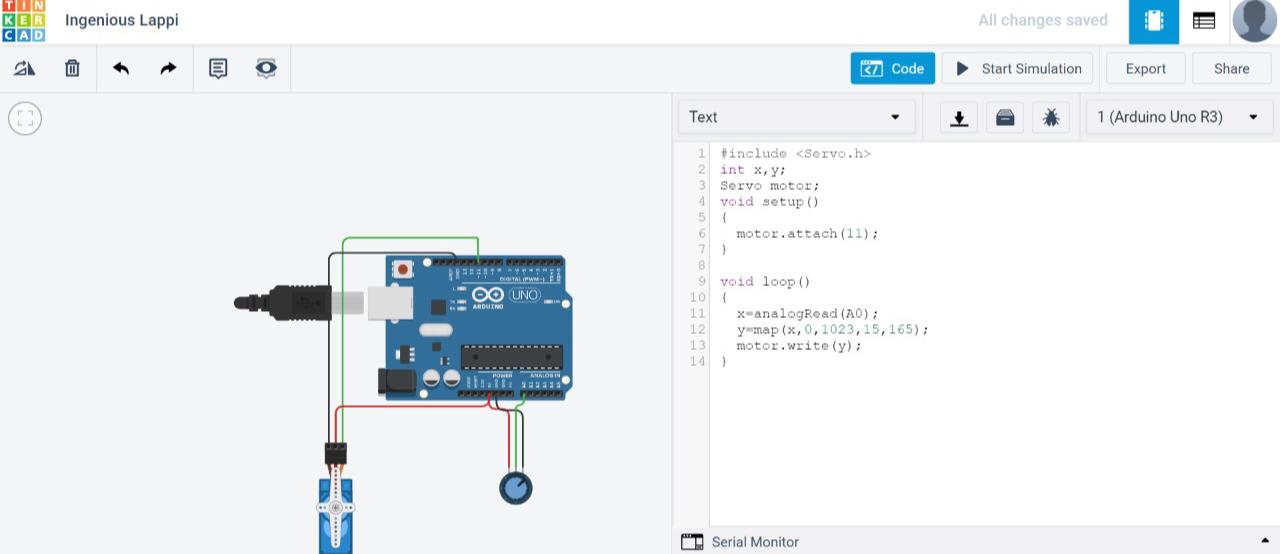 TIN
KER
CAD
Ingenious Lappi
All changes saved
Code
Start Simulation
Export
Share
Text
1 (Arduino Uno R3)
1 #include <Servo.h>
2 int x,y;
3 Servo motor;
4 void setup()
5 {
6 motor.attach(11);
7 }
8
9 void loop()
10 {
11 x=analogRead(A0);
12 y=map(x,0,1023,15,165);
13 motor.write(y);
14 }
DIGITAL (PWM~)
UNO
ARDUINO
POWER
ANALOG IN
Serial Monitor